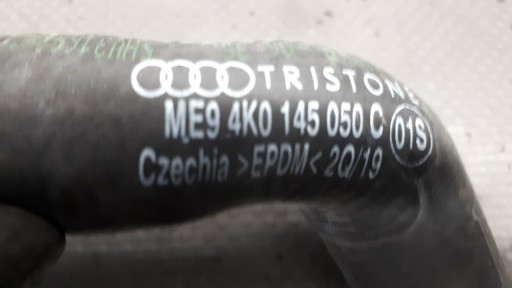 TRISTONE
ME9 4K0 145 050 C 01S
Czechia >EPDM< 2Q/19